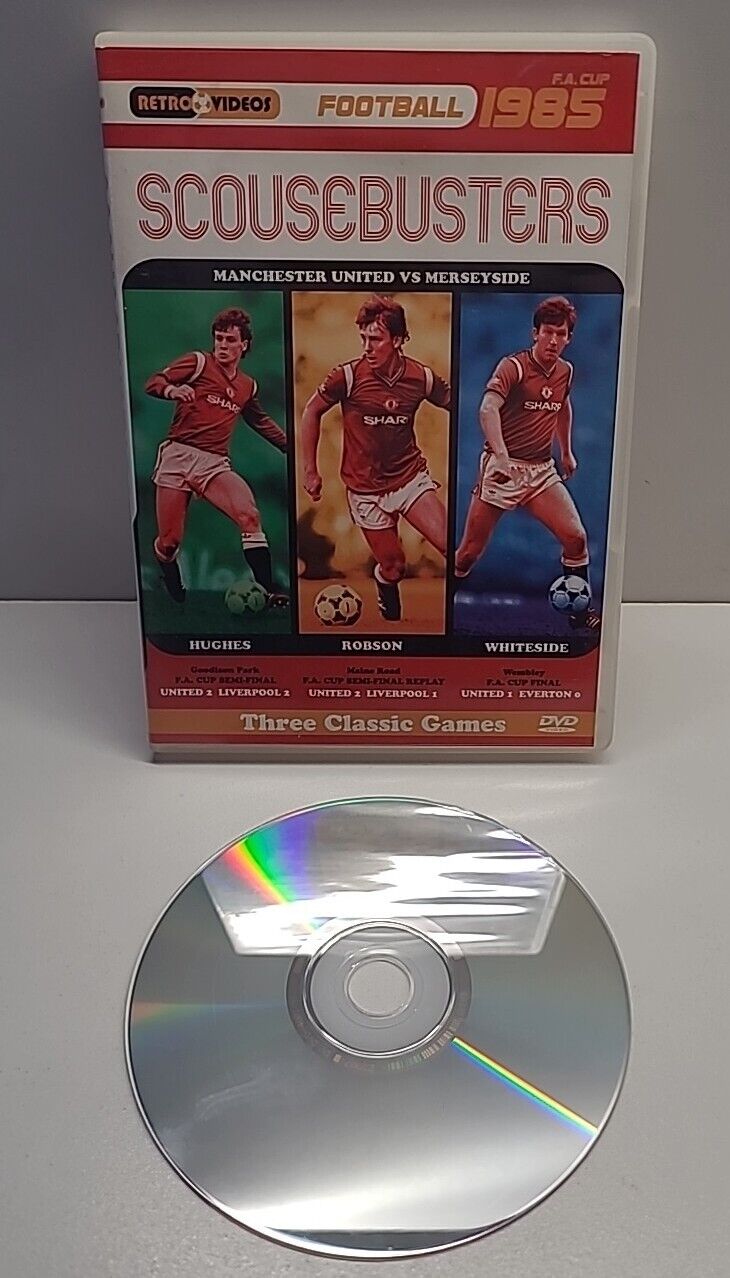 F.A. CUP
RETRO VIDEOS FOOTBALL 1985
SCOUSEBUSTERS
MANCHESTER UNITED VS MERSEYSIDE
SHARP
SHARP
HUGHES ROBSON WHITESIDE
Goodison Park Maine Road Wembley
F.A. CUP SEMI-FINAL F.A. CUP SEMI-FINAL REPLAY F.A. CUP FINAL
UNITED 2 LIVERPOOL 2 UNITED 2 LIVERPOOL 1 UNITED 1 EVERTON 0
Three Classic Games DVD
VIDEO